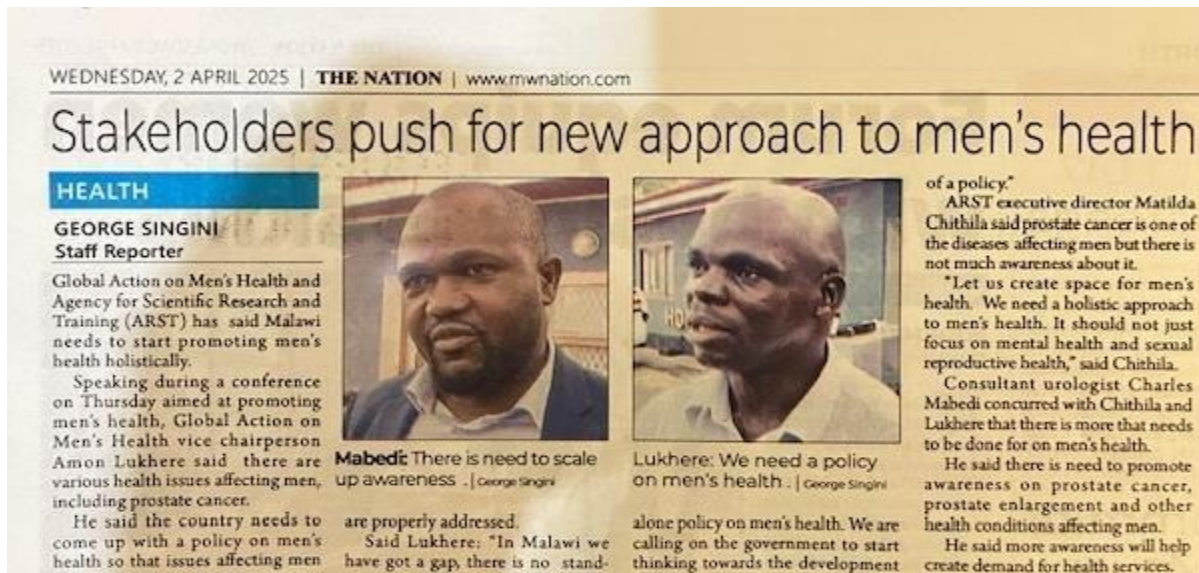 WEDNESDAY, 2 APRIL 2025 | THE NATION | www.mwnation.com
Stakeholders push for new approach to men's health
HEALTH
GEORGE SINGINI
Staff Reporter
Global Action on Men's Health and
Agency for Scientific Research and
Training (ARST) has said Malawi
needs to start promoting men's
health holistically.
Speaking during a conference
on Thursday aimed at promoting
men's health, Global Action on
Men's Health vice chairperson
Amon Lukhere said there are
various health issues affecting men,
including prostate cancer.
He said the country needs to
come up with a policy on men's
health so that issues affecting men
Mabedi: There is need to scale
up awareness . | George Singini
are properly addressed.
Said Lukhere: "In Malawi we
have got a gap, there is no stand-
Lukhere: We need a policy
on men's health . | George Singini
alone policy on men's health. We are
calling on the government to start
thinking towards the development
of a policy."
ARST executive director Matilda
Chithila said prostate cancer is one of
the diseases affecting men but there is
not much awareness about it.
"Let us create space for men's
health. We need a holistic approach
to men's health. It should not just
focus on mental health and sexual
reproductive health," said Chithila.
Consultant urologist Charles
Mabedi concurred with Chithila and
Lukhere that there is more that needs
to be done for on men's health.
He said there is need to promote
awareness on prostate cancer,
prostate enlargement and other
health conditions affecting men.
He said more awareness will help
create demand for health services.